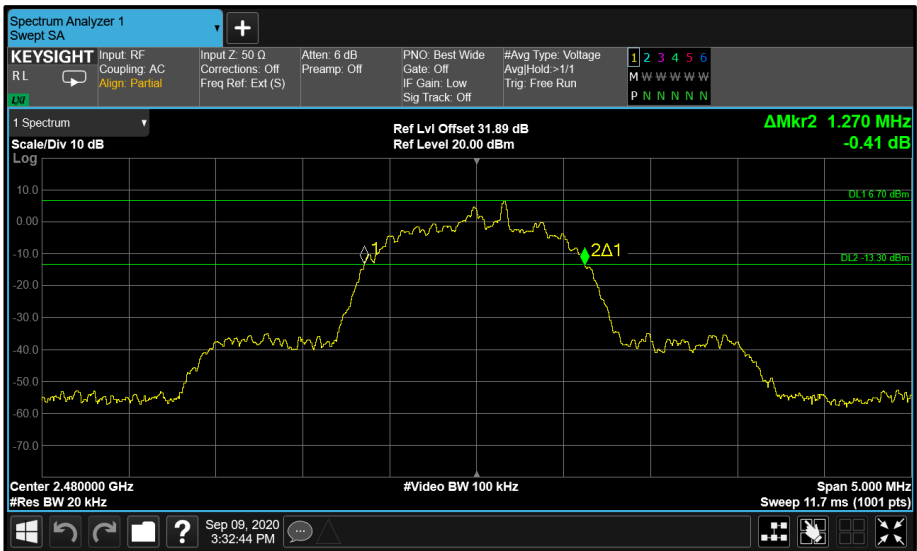 Spectrum Analyzer 1
Swept SA
+
KEYSIGHT Input: RF Input Z: 50 Ω Atten: 6 dB PNO: Best Wide #Avg Type: Voltage 1 2 3 4 5 6
RL Coupling: AC Corrections: Off Preamp: Off Gate: Off Avg|Hold:>1/1 M W W W W W
Align: Partial Freq Ref: Ext (S) IF Gain: Low Trig: Free Run P N N N N N
LXI Sig Track: Off
1 Spectrum Ref Lvl Offset 31.89 dB ΔMkr2 1.270 MHz
Scale/Div 10 dB Ref Level 20.00 dBm -0.41 dB
Log
10.0 DL1 6.70 dBm
0.00
-10.0 1 2Δ1 DL2 -13.30 dBm
-20.0
-30.0
-40.0
-50.0
-60.0
-70.0
Center 2.480000 GHz #Video BW 100 kHz Span 5.000 MHz
#Res BW 20 kHz Sweep 11.7 ms (1001 pts)
? Sep 09, 2020
3:32:44 PM